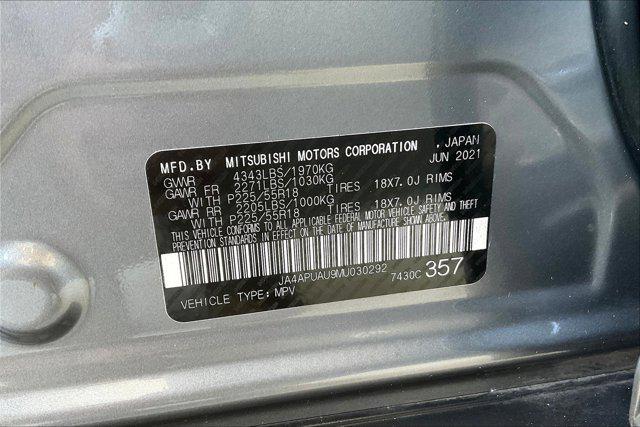 MFD.BY MITSUBISHI MOTORS CORPORATION , JAPAN
GWVR 4343LBS/1970KG JUN 2021
GAWR FR 2271LBS/1030KG
WITH P225/55R18 TIRES 18X7.0J RIMS
GAWR RR 2205LBS/1000KG
WITH P225/55R18 TIRES 18X7.0J RIMS
THIS VEHICLE CONFORMS TO ALL APPLICABLE FEDERAL MOTOR VEHICLE SAFETY AND THEFT
PREVENTION STANDARDS IN EFFECT ON THE DATE OF MANUFACTURE SHOWN ABOVE.
JA4APUAU9MU030292 7430C 357
VEHICLE TYPE: MPV